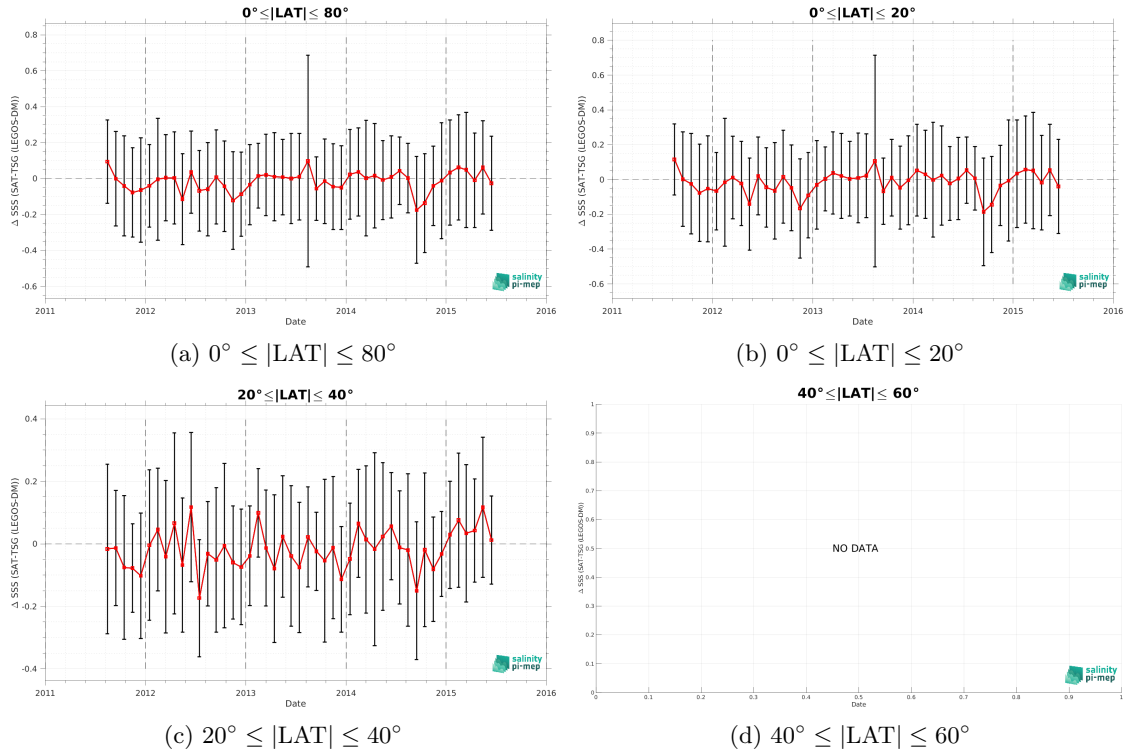 0°≤|LAT|≤ 80°
Δ SSS (SAT-TSG (LEGOS-DM))
0.8
0.6
0.4
0.2
0
-0.2
-0.4
-0.6
2011 2012 2013 2014 2015 2016
Date
salinity
pi-mep
(a) 0° ≤ |LAT| ≤ 80°
0°≤|LAT|≤ 20°
Δ SSS (SAT-TSG (LEGOS-DM))
0.8
0.6
0.4
0.2
0
-0.2
-0.4
-0.6
2011 2012 2013 2014 2015 2016
Date
salinity
pi-mep
(b) 0° ≤ |LAT| ≤ 20°
20°≤|LAT|≤ 40°
Δ SSS (SAT-TSG (LEGOS-DM))
0.4
0.2
0
-0.2
-0.4
2011 2012 2013 2014 2015 2016
Date
salinity
pi-mep
(c) 20° ≤ |LAT| ≤ 40°
40°≤|LAT|≤ 60°
Δ SSS (SAT-TSG (LEGOS-DM))
1
0.9
0.8
0.7
0.6
0.5
0.4
0.3
0.2
0.1
0
NO DATA
0 0.1 0.2 0.3 0.4 0.5 0.6 0.7 0.8 0.9 1
Date
salinity
pi-mep
(d) 40° ≤ |LAT| ≤ 60°